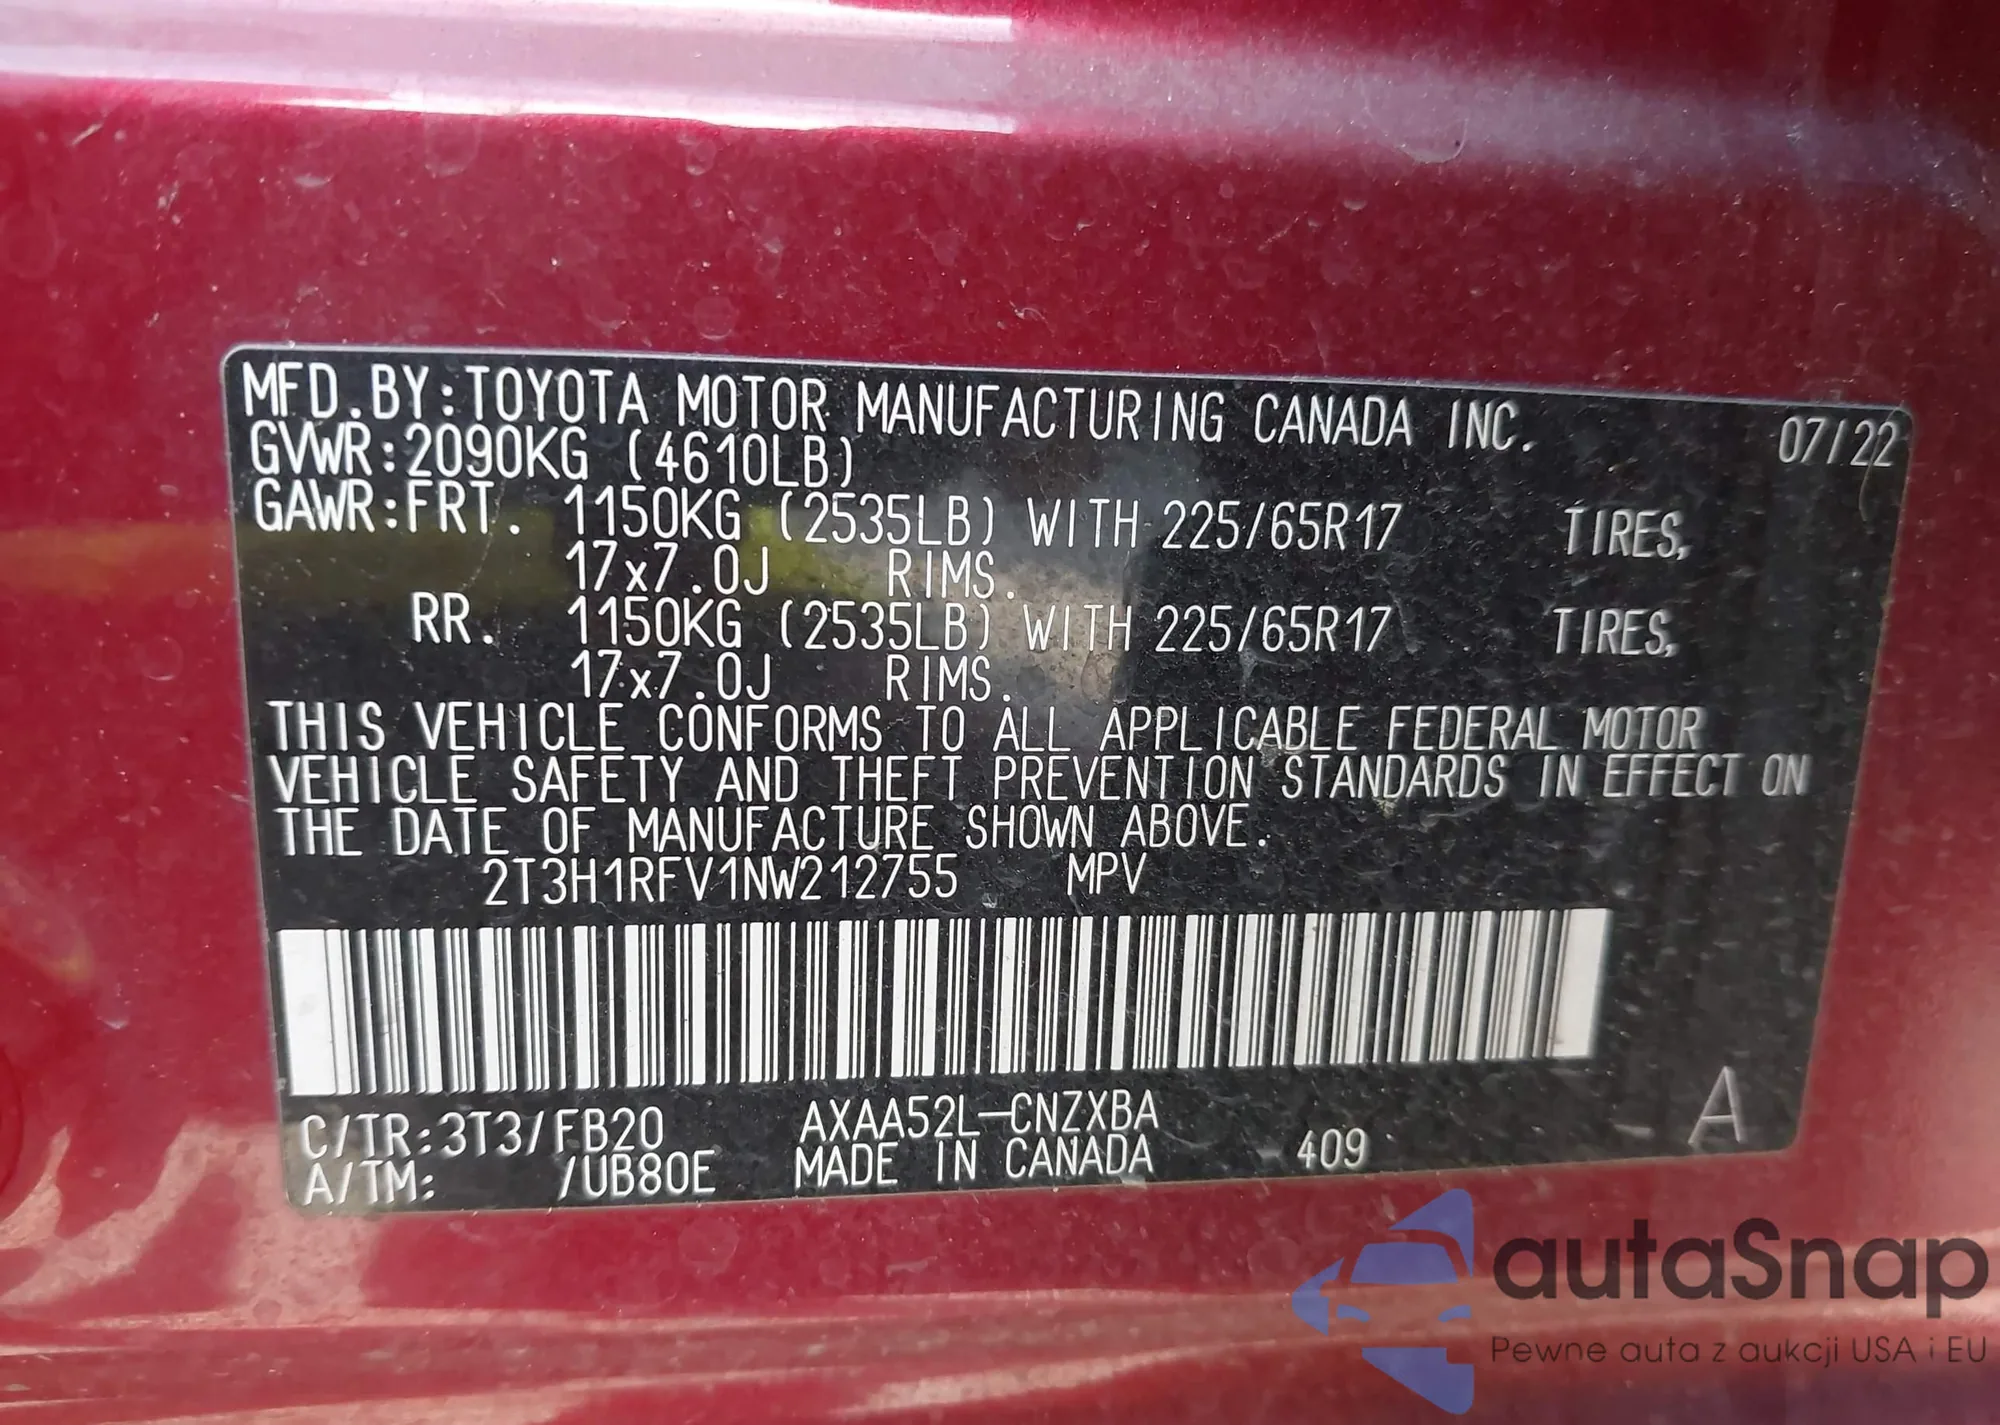 MFD.BY:TOYOTA MOTOR MANUFACTURING CANADA INC. 07/22
GVWR:2090KG (4610LB)
GAWR:FRT. 1150KG (2535LB) WITH 225/65R17 TIRES,
17x7.0J RIMS.
RR. 1150KG (2535LB) WITH 225/65R17 TIRES,
17x7.0J RIMS.
THIS VEHICLE CONFORMS TO ALL APPLICABLE FEDERAL MOTOR
VEHICLE SAFETY AND THEFT PREVENTION STANDARDS IN EFFECT ON
THE DATE OF MANUFACTURE SHOWN ABOVE.
2T3H1RFV1NW212755 MPV
C/TR:3T3/FB20 AXAA52L-CNZXBA
A/TM: /UB80E MADE IN CANADA 409 A
autaSnap
Pewne auta z aukcji USA i EU